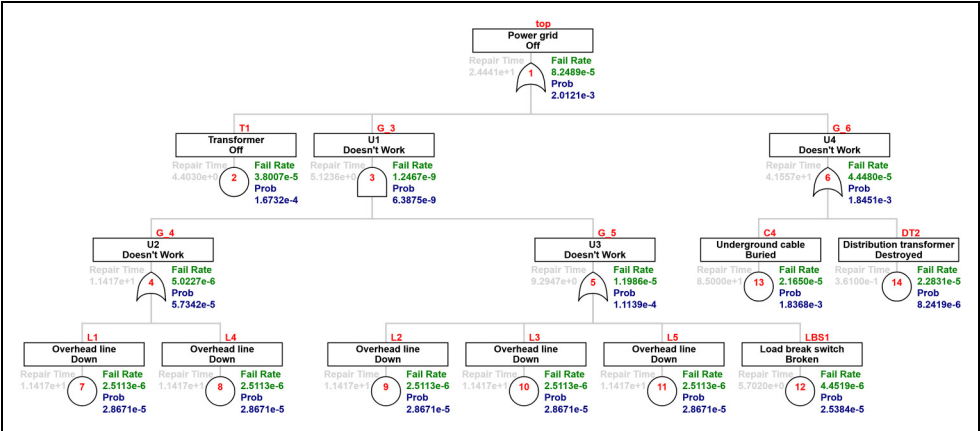 top
Power grid
Off
Repair Time
2.4441e+1
Fail Rate
8.2489e-5
Prob
2.0121e-3
1
T1
Transformer
Off
Repair Time
4.4030e+0
Fail Rate
3.8007e-5
Prob
1.6732e-4
2
G_3
U1
Doesn't Work
Repair Time
5.1236e+0
Fail Rate
1.2467e-9
Prob
6.3875e-9
3
G_6
U4
Doesn't Work
Repair Time
4.1557e+1
Fail Rate
4.4480e-5
Prob
1.8451e-3
6
G_4
U2
Doesn't Work
Repair Time
1.1417e+1
Fail Rate
5.0227e-6
Prob
5.7342e-5
4
G_5
U3
Doesn't Work
Repair Time
9.2947e+0
Fail Rate
1.1986e-5
Prob
1.1139e-4
5
C4
Underground cable
Buried
Repair Time
8.5000e+1
Fail Rate
2.1650e-5
Prob
1.8368e-3
13
DT2
Distribution transformer
Destroyed
Repair Time
3.6100e-1
Fail Rate
2.2831e-5
Prob
8.2419e-6
14
L1
Overhead line
Down
Repair Time
1.1417e+1
Fail Rate
2.5113e-6
Prob
2.8671e-5
7
L4
Overhead line
Down
Repair Time
1.1417e+1
Fail Rate
2.5113e-6
Prob
2.8671e-5
8
L2
Overhead line
Down
Repair Time
1.1417e+1
Fail Rate
2.5113e-6
Prob
2.8671e-5
9
L3
Overhead line
Down
Repair Time
1.1417e+1
Fail Rate
2.5113e-6
Prob
2.8671e-5
10
L5
Overhead line
Down
Repair Time
1.1417e+1
Fail Rate
2.5113e-6
Prob
2.8671e-5
11
LBS1
Load break switch
Broken
Repair Time
5.7020e+0
Fail Rate
4.4519e-6
Prob
2.5384e-5
12